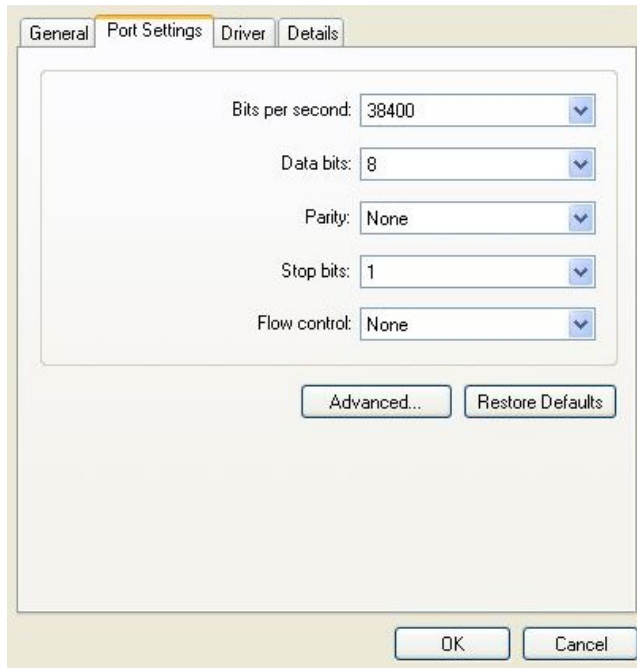 General Port Settings Driver Details
Bits per second: 38400
Data bits: 8
Parity: None
Stop bits: 1
Flow control: None
Advanced... Restore Defaults
OK Cancel